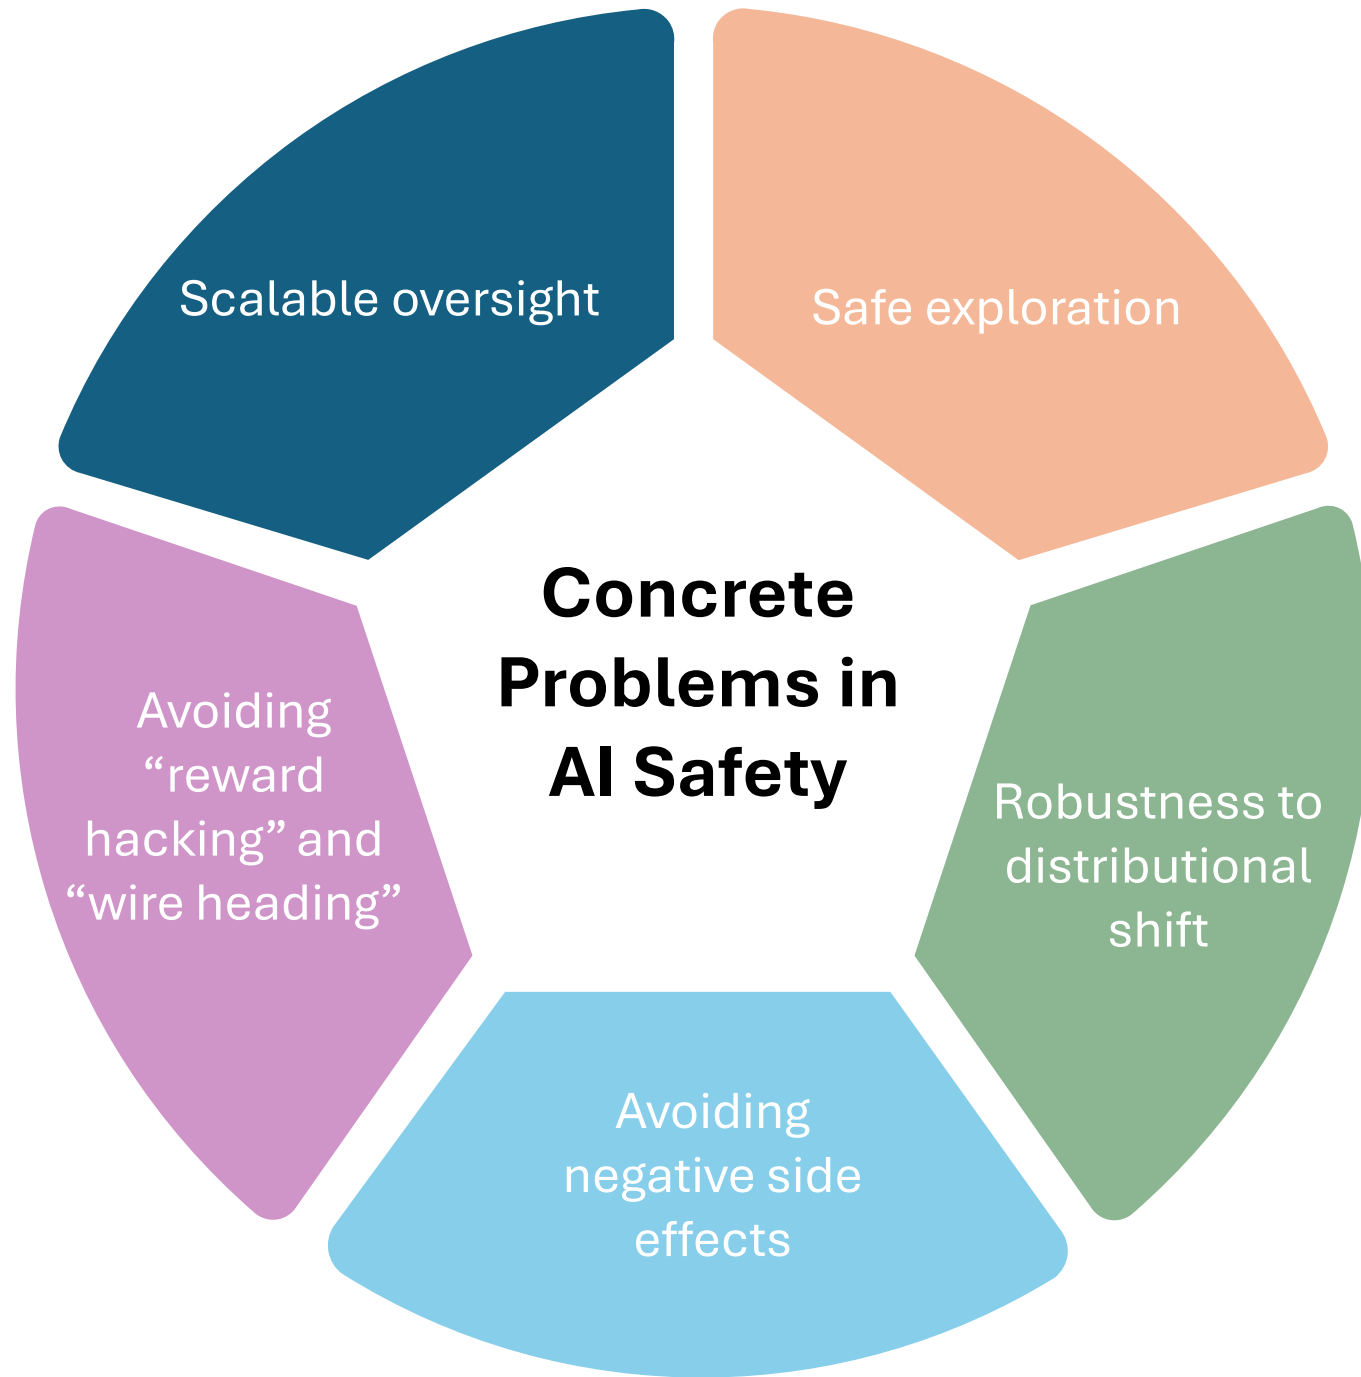 Scalable oversight
Safe exploration
Concrete
Problems in
AI Safety
Avoiding
“reward
hacking” and
“wire heading”
Robustness to
distributional
shift
Avoiding
negative side
effects